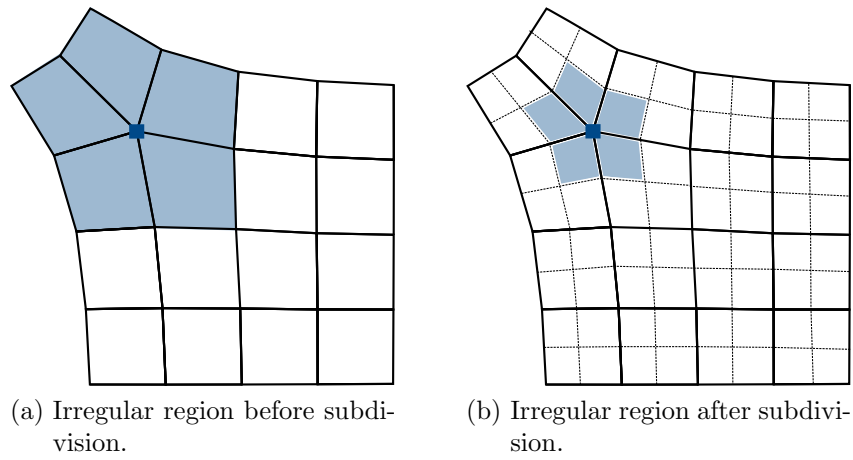 (a) Irregular region before subdi-
vision.
(b) Irregular region after subdivi-
sion.